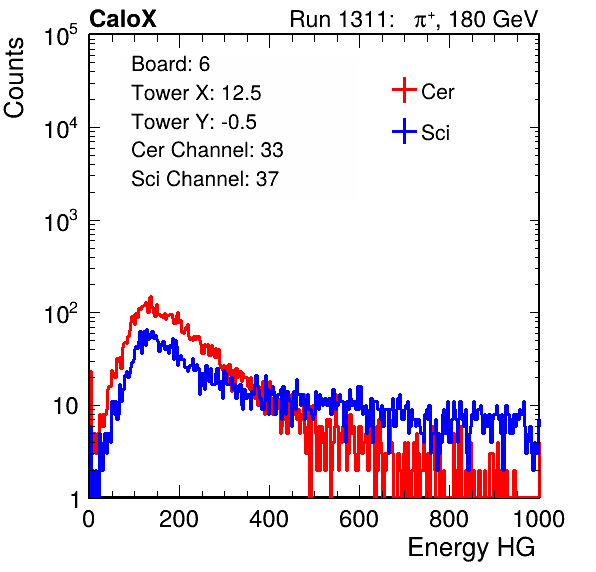 CaloX
Run 1311: π⁺, 180 GeV
Counts
Board: 6
Tower X: 12.5
Tower Y: -0.5
Cer Channel: 33
Sci Channel: 37
Cer
Sci
10⁵
10⁴
10³
10²
10
1
0 200 400 600 800 1000
Energy HG